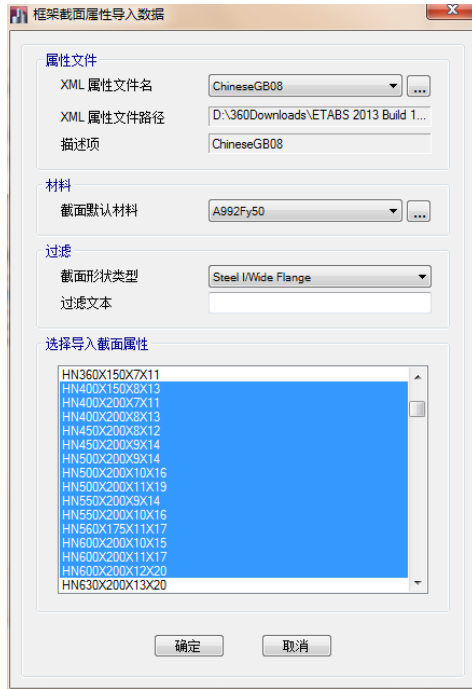 框架截面属性导入数据
属性文件
XML 属性文件名 ChineseGB08 ...
XML 属性文件路径 D:\360Downloads\ETABS 2013 Build 1...
描述项 ChineseGB08
材料
截面默认材料 A992Fy50 ...
过滤
截面形状类型 Steel I/Wide Flange
过滤文本
选择导入截面属性
HN360X150X7X11
HN400X150X8X13
HN400X200X7X11
HN400X200X8X13
HN450X200X8X12
HN450X200X9X14
HN500X200X9X14
HN500X200X10X16
HN500X200X11X19
HN550X200X9X14
HN550X200X10X16
HN560X175X11X17
HN600X200X10X15
HN600X200X11X17
HN600X200X12X20
HN630X200X13X20
确定 取消